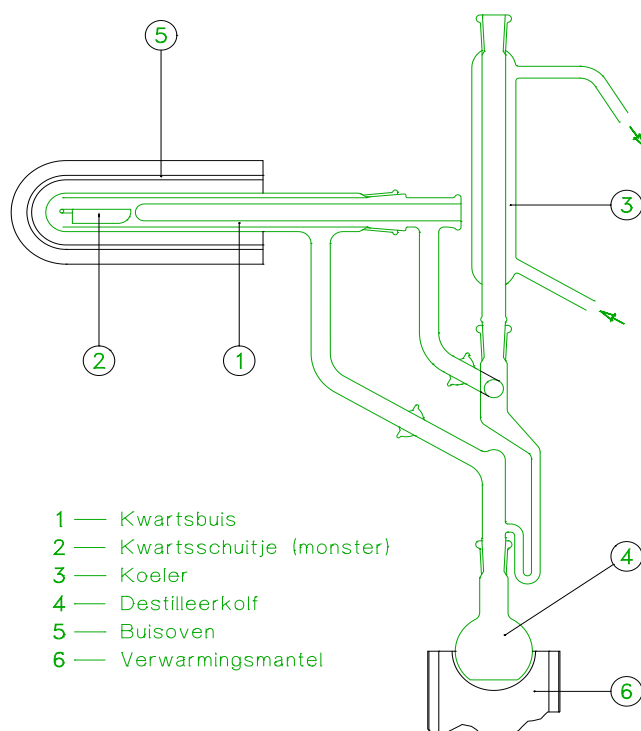 5
3
2
1
1 — Kwartsbuis
2 — Kwartsschuitje (monster)
3 — Koeler
4 — Destilleerkolf
5 — Buisoven
6 — Verwarmingsmantel
4
6